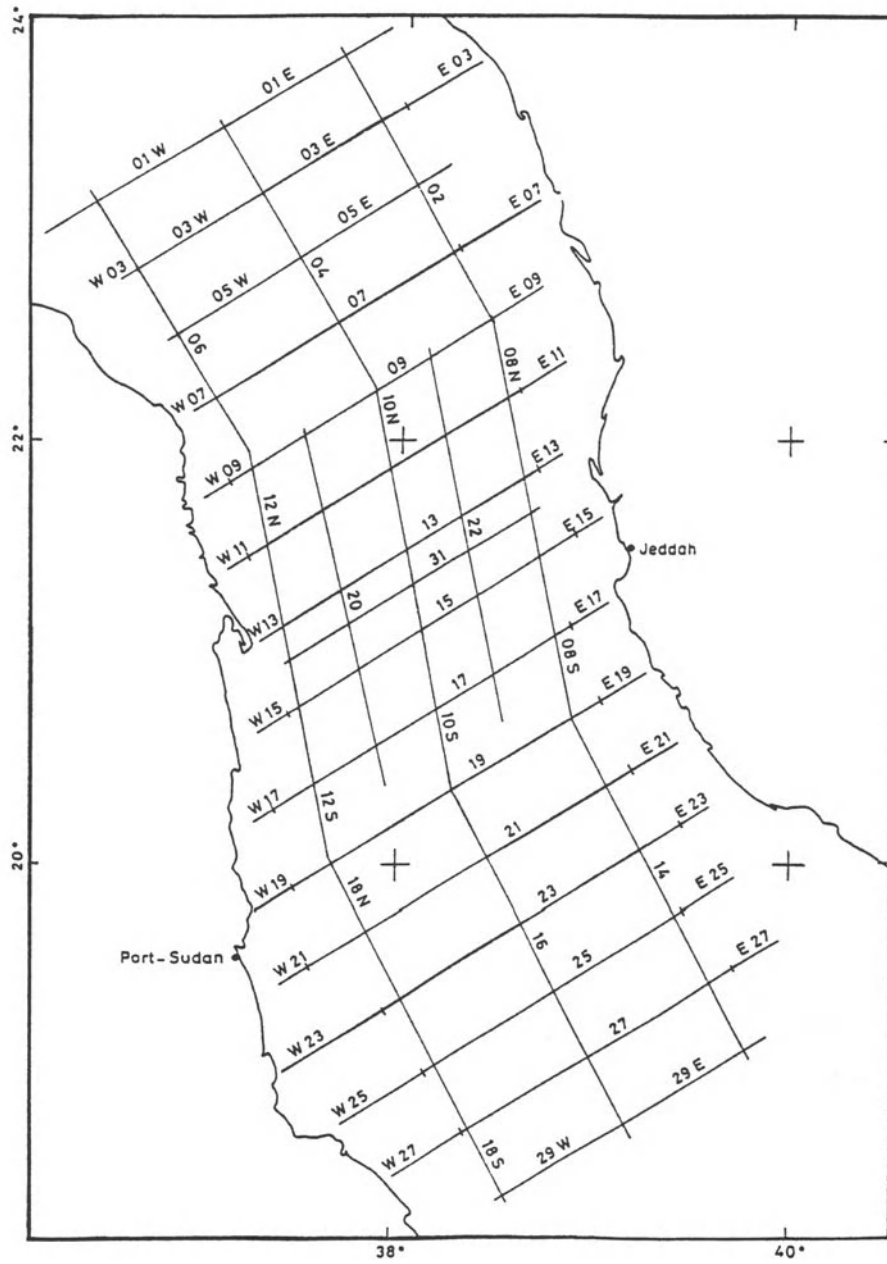 24°
01 E
E 03
01 W
03 E
02
03 W
05 E
E 07
W 03
04
05 W
07
06
E 09
09
08 N
E 11
W 07
10 N
22°
W 09
E 13
12 N
13
22
E 15
Jeddah
W 11
31
20
15
W 13
E 17
08 S
17
E 19
W 15
10 S
19
E 21
W 17
12 S
21
E 23
20°
14
W 19
18 N
23
E 25
16
Port-Sudan
W 21
25
E 27
W 23
27
29 E
W 25
W 27
18 S
29 W
38°
40°